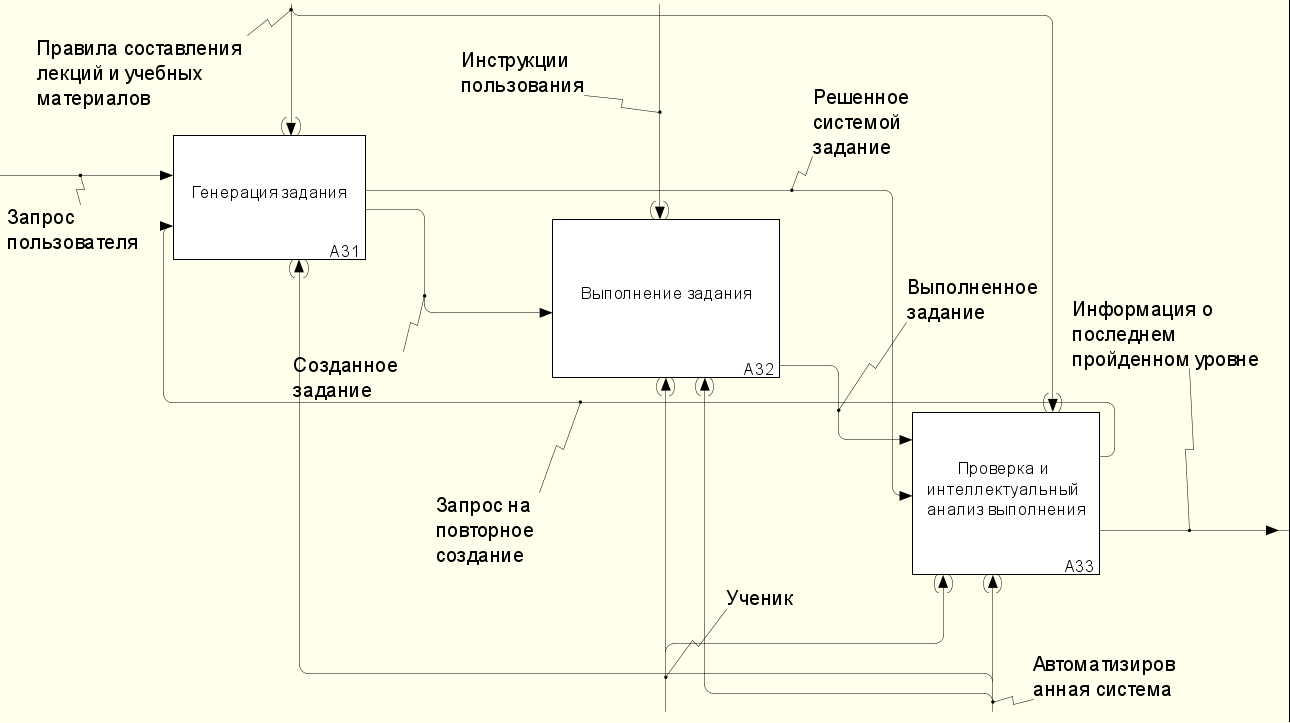 Правила составления
лекций и учебных
материалов
Инструкции
пользования
Решенное
системой
задание
Генерация задания
A31
Запрос
пользователя
Выполнение задания
A32
Выполненное
задание
Информация о
последнем
пройденном уровне
Созданное
задание
Проверка и
интеллектуальный
анализ выполнения
A33
Запрос на
повторное
создание
Ученик
Автоматизиров
анная система